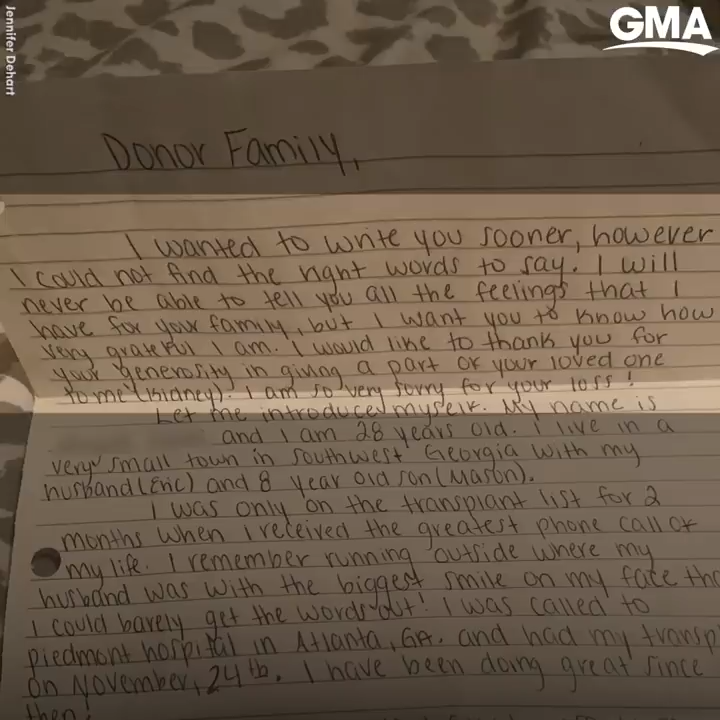 GMA
Jennifer Dehart
Donor Family,
I wanted to write you sooner, however
I could not find the right words to say. I will
never be able to tell you all the feelings that I
have for your family, but I want you to know how
very grateful I am. I would like to thank you for
your generosity in giving a part of your loved one
to me (kidney). I am so very sorry for your loss!
Let me introduce myself. My name is
and I am 28 years old. I live in a
very small town in southwest Georgia with my
husband (Eric) and 8 year old son (Mason).
I was only on the transplant list for 2
months when I received the greatest phone call of
my life. I remember running outside where my
husband was with the biggest smile on my face tha
I could barely get the words out! I was called to
piedmont hospital in Atlanta, GA. and had my transp
on November, 24th. I have been doing great since
then!